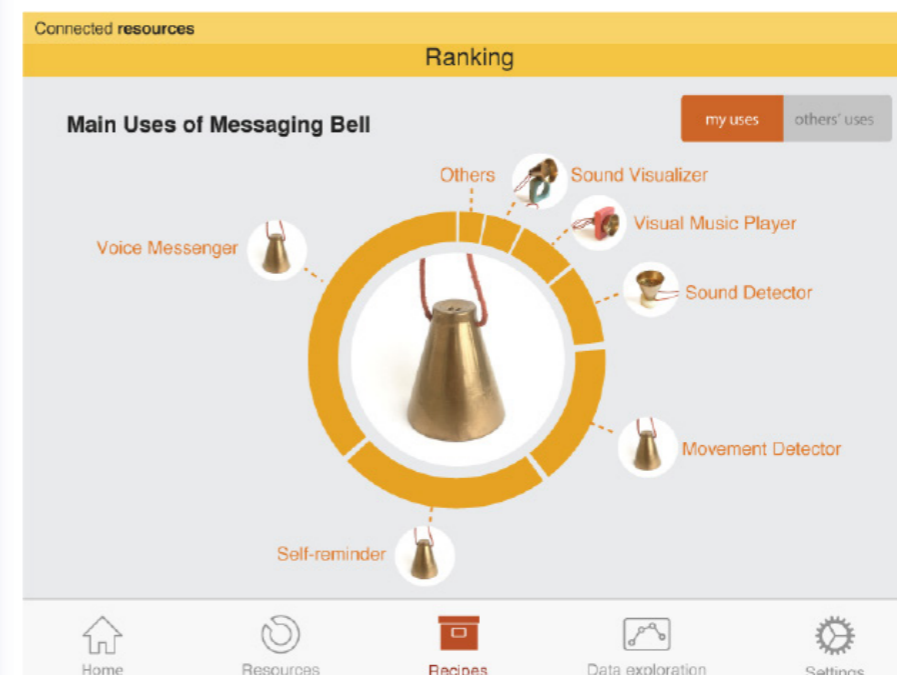 Connected resources
Ranking
Main Uses of Messaging Bell
my uses
others' uses
Others
Sound Visualizer
Visual Music Player
Voice Messenger
Sound Detector
Movement Detector
Self-reminder
Home
Resources
Recipes
Data exploration
Settings